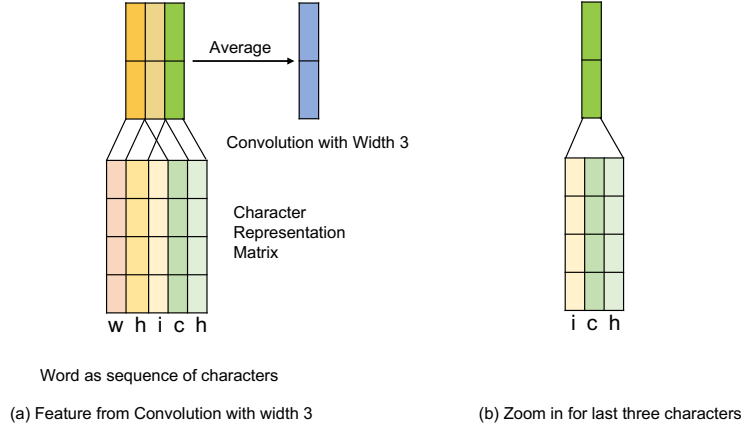 Average
Convolution with Width 3
Character
Representation
Matrix
w h i c h
i c h
Word as sequence of characters
(a) Feature from Convolution with width 3
(b) Zoom in for last three characters